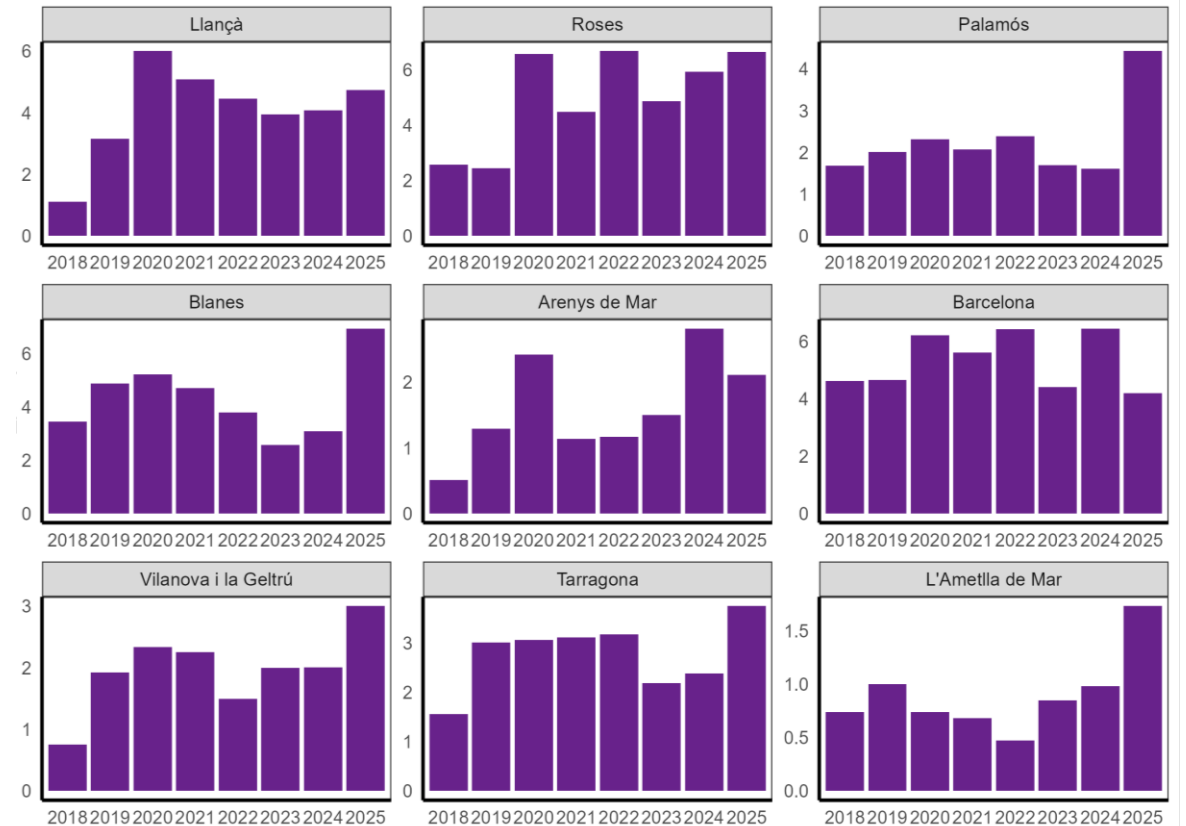 Llançà Roses Palamós
6 6 4
4 4 3
2 2 2
0 0 1
0
2018 2019 2020 2021 2022 2023 2024 2025 2018 2019 2020 2021 2022 2023 2024 2025 2018 2019 2020 2021 2022 2023 2024 2025
Blanes Arenys de Mar Barcelona
6 2 6
4 1 4
2 0 2
0 0
2018 2019 2020 2021 2022 2023 2024 2025 2018 2019 2020 2021 2022 2023 2024 2025 2018 2019 2020 2021 2022 2023 2024 2025
Vilanova i la Geltrú Tarragona L'Ametlla de Mar
3 3 1.5
2 2 1.0
1 1 0.5
0 0 0.0
2018 2019 2020 2021 2022 2023 2024 2025 2018 2019 2020 2021 2022 2023 2024 2025 2018 2019 2020 2021 2022 2023 2024 2025